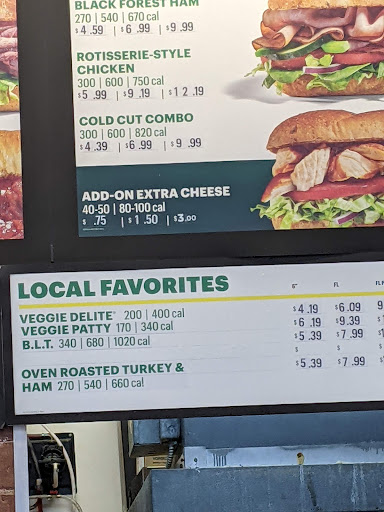 BLACK FOREST HAM
270 | 540 | 670 cal
$4.59 | $6.99 | $9.99
ROTISSERIE-STYLE
CHICKEN
300 | 600 | 750 cal
$5.99 | $9.19 | $12.19
COLD CUT COMBO
300 | 600 | 820 cal
$4.39 | $6.99 | $9.99
ADD-ON EXTRA CHEESE
40-50 | 80-100 cal
$.75 | $1.50 | $3.00
LOCAL FAVORITES 6" FL
VEGGIE DELITE® 200 | 400 cal $4.19 $6.09 9
VEGGIE PATTY 170 | 340 cal $6.19 $9.39 $
B.L.T. 340 | 680 | 1020 cal $5.39 $7.99 $1
$ $ $
OVEN ROASTED TURKEY & $5.39 $7.99 $1
HAM 270 | 540 | 660 cal